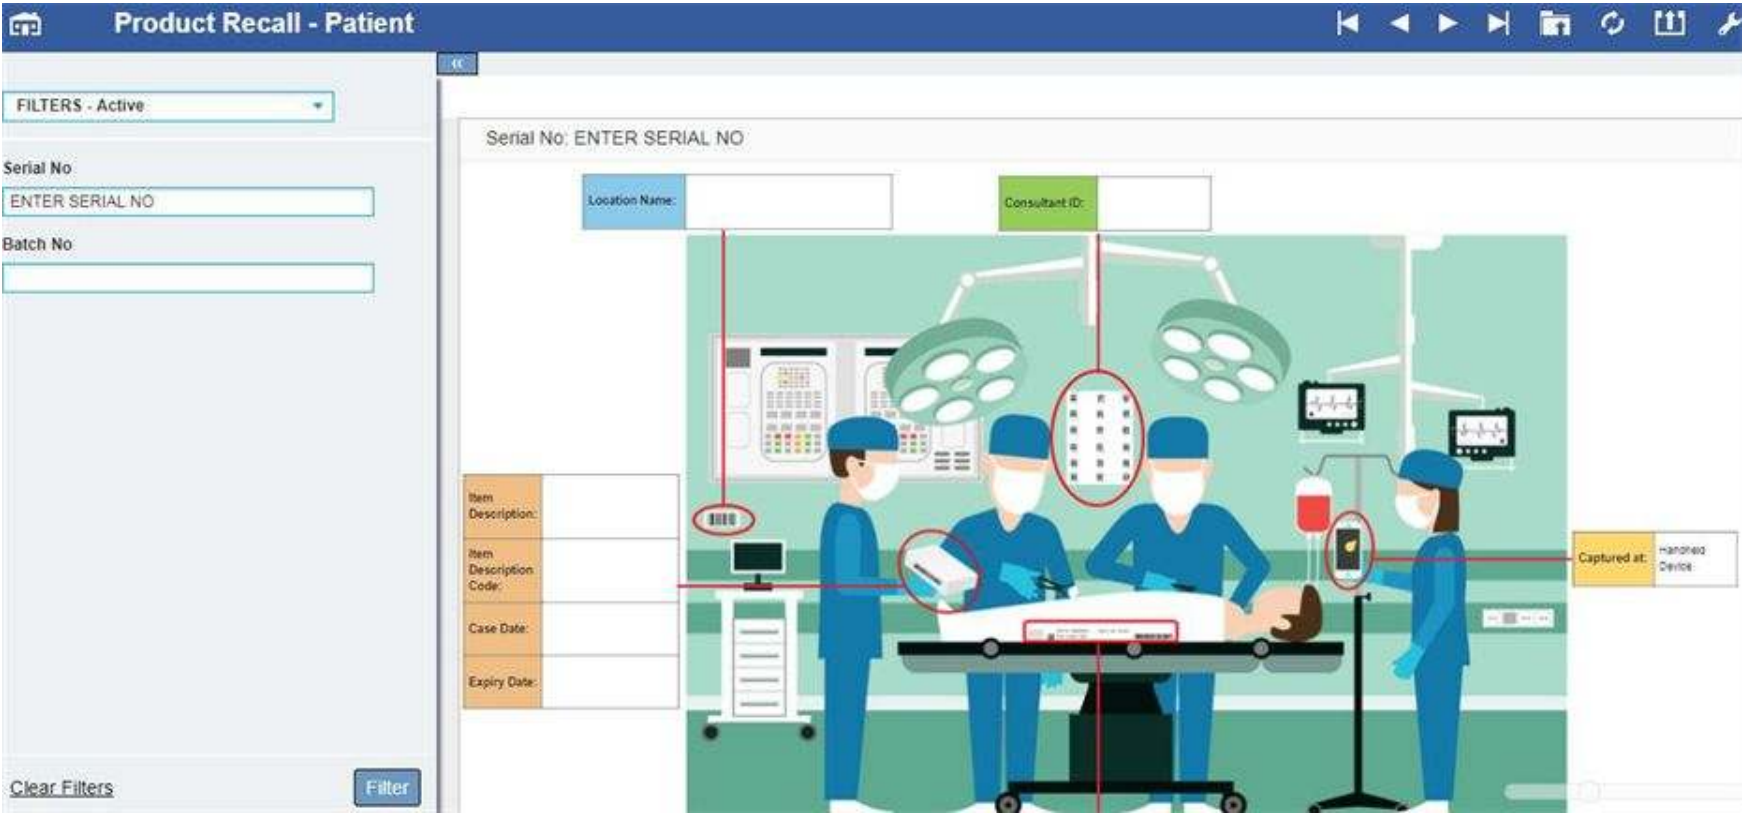 Product Recall - Patient
«
FILTERS - Active
Serial No
ENTER SERIAL NO
Batch No
Clear Filters
Filter
Serial No: ENTER SERIAL NO
Location Name:
Consultant ID:
Item
Description:
Item
Description
Code:
Case Date:
Expiry Date:
Captured at:
Handheld
Device